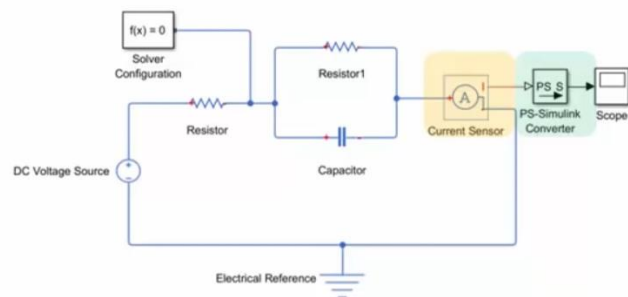 f(x) = 0
Solver
Configuration
Resistor1
Resistor
A
I
PS S
Current Sensor
PS-Simulink
Converter
Scope
DC Voltage Source
Capacitor
Electrical Reference